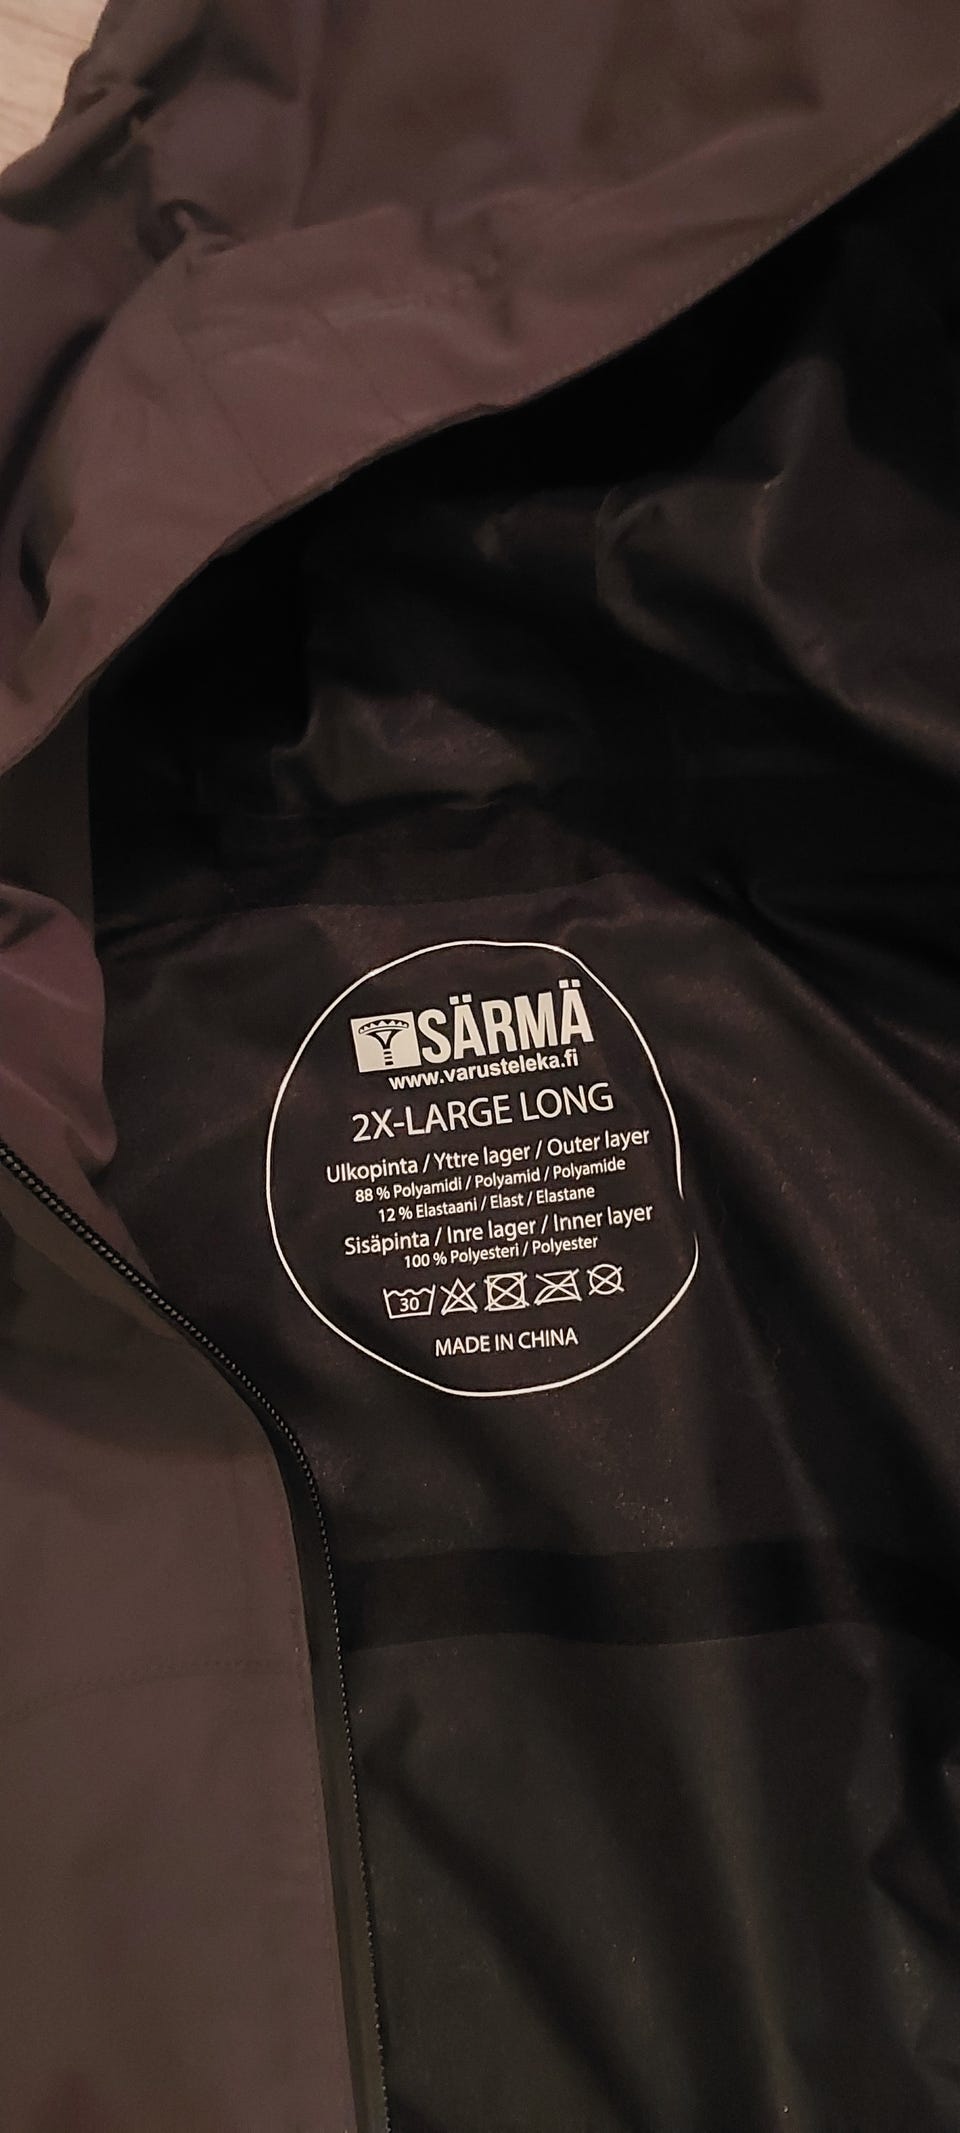 SÄRMÄ
www.varusteleka.fi
2X-LARGE LONG
Ulkopinta / Yttre lager / Outer layer
88 % Polyamidi / Polyamid / Polyamide
12 % Elastaani / Elast / Elastane
Sisäpinta / Inre lager / Inner layer
100 % Polyesteri / Polyester
30
MADE IN CHINA